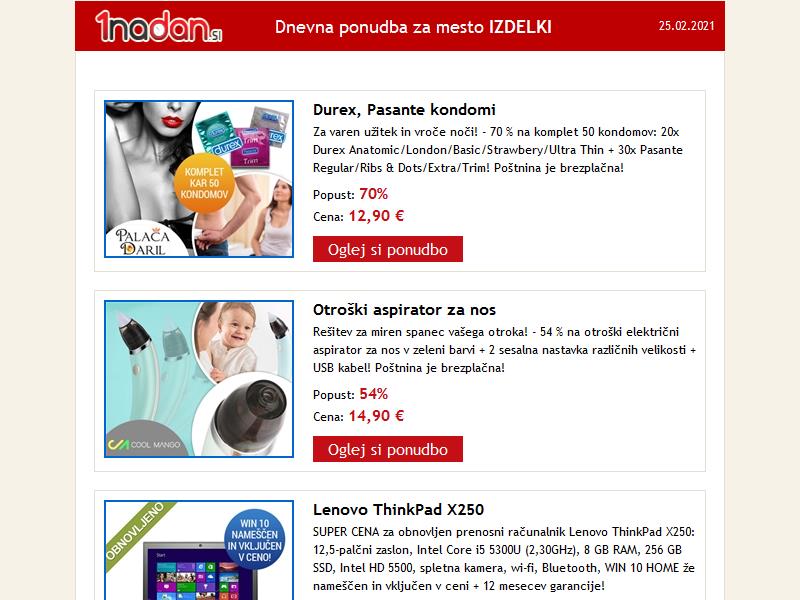 1nadan.si
Dnevna ponudba za mesto IZDELKI
25.02.2021
KOMPLET
KAR 50
KONDOMOV
PALAČA
DARIL
durex
Trim
Durex, Pasante kondomi
Za varen užitek in vroče noči! - 70 % na komplet 50 kondomov: 20x
Durex Anatomic/London/Basic/Strawbery/Ultra Thin + 30x Pasante
Regular/Ribs & Dots/Extra/Trim! Poštnina je brezplačna!
Popust: 70%
Cena: 12,90 €
Oglej si ponudbo
COOL MANGO
Otroški aspirator za nos
Rešitev za miren spanec vašega otroka! - 54 % na otroški električni
aspirator za nos v zeleni barvi + 2 sesalna nastavka različnih velikosti +
USB kabel! Poštnina je brezplačna!
Popust: 54%
Cena: 14,90 €
Oglej si ponudbo
OBNOVLJENO
WIN 10
NAMEŠČEN
IN VKLJUČEN
V CENO!
Start
Lenovo ThinkPad X250
SUPER CENA za obnovljen prenosni računalnik Lenovo ThinkPad X250:
12,5-palčni zaslon, Intel Core i5 5300U (2,30GHz), 8 GB RAM, 256 GB
SSD, Intel HD 5500, spletna kamera, wi-fi, Bluetooth, WIN 10 HOME že
nameščen in vključen v ceni + 12 mesecev garancije!